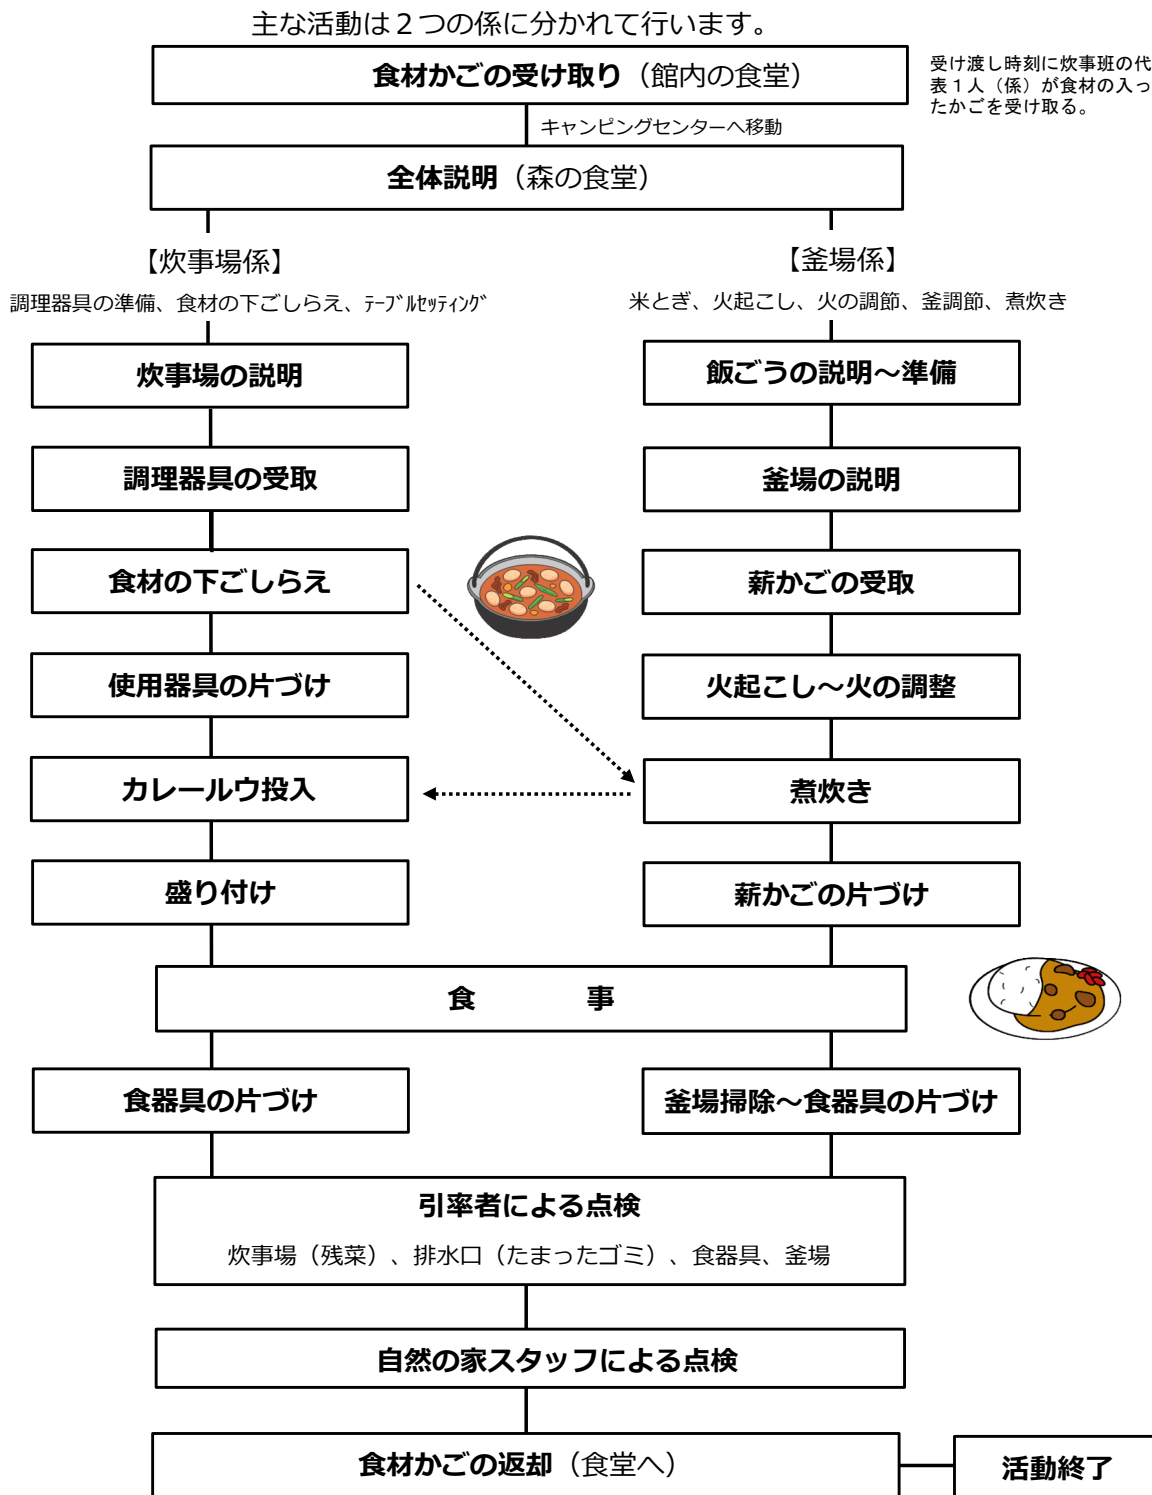 主な活動は２つの係に分かれて行います。
食材かごの受け取り（館内の食堂）
受け渡し時刻に炊事班の代
表１人（係）が食材の入っ
たかごを受け取る。
キャンピングセンターへ移動
全体説明（森の食堂）
【炊事場係】
調理器具の準備、食材の下ごしらえ、ﾃｰﾌﾞﾙｾｯﾃｨﾝｸﾞ
炊事場の説明
調理器具の受取
食材の下ごしらえ
使用器具の片づけ
カレールウ投入
盛り付け
【釜場係】
米とぎ、火起こし、火の調節、釜調節、煮炊き
飯ごうの説明～準備
釜場の説明
薪かごの受取
火起こし～火の調整
煮炊き
薪かごの片づけ
食　　　事
食器具の片づけ
釜場掃除～食器具の片づけ
引率者による点検
炊事場（残菜）、排水口（たまったゴミ）、食器具、釜場
自然の家スタッフによる点検
食材かごの返却（食堂へ）
活動終了